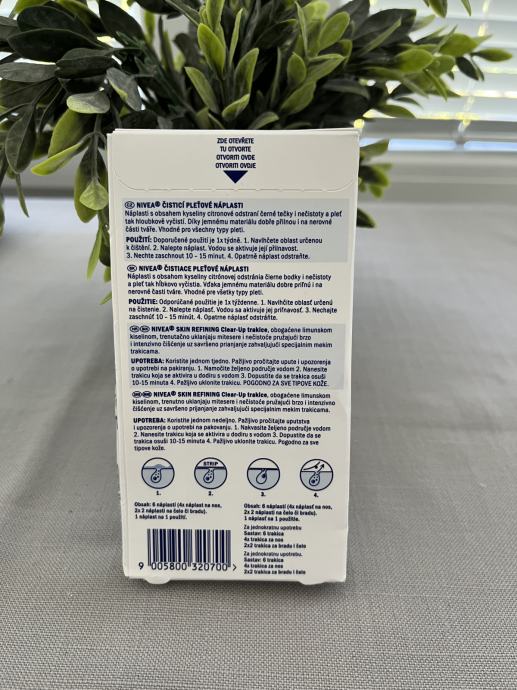 ZDE OTEVŘETE
TU OTVORTE
OTVORITI OVDE
OTVORITI OVDJE
CZ NIVEA® ČISTICÍ PLEŤOVÉ NÁPLASTI
Náplasti s obsahem kyseliny citronové odstraní černé tečky i nečistoty a pleť
tak hloubkově vyčistí. Díky jemnému materiálu dobře přilnou i na nerovné
části tváře. Vhodné pro všechny typy pleti.
POUŽITÍ: Doporučené použití je 1x týdně. 1. Navlhčete oblast určenou
k čištění. 2. Nalepte náplast. Vodou se aktivuje její přilnavost.
3. Nechte zaschnout 10 – 15 minut. 4. Opatrně náplast odstraňte.
SK NIVEA® ČISTIACE PLEŤOVÉ NÁPLASTI
Náplasti s obsahom kyseliny citrónovej odstránia čierne bodky i nečistoty
a pleť tak hĺbkovo vyčistia. Vďaka jemnému materiálu dobre priľnú i na
nerovné časti tváre. Vhodné pre všetky typy pleti.
POUŽITIE: Odporúčané použitie je 1x týždenne. 1. Navlhčite oblasť určenú
na čistenie. 2. Nalepte náplasť. Vodou sa aktivuje jej priľnavosť. 3. Nechajte
zaschnúť 10 – 15 minút. 4. Opatrne náplasť odstráňte.
NIVEA® SKIN REFINING Clear-Up trakice, obogaćene limunskom
kiselinom, trenutačno uklanjaju mitesere i nečistoće pružajući brzo
i intenzivno čišćenje uz savršeno prianjanje zahvaljujući specijalnim mekim
trakicama.
UPOTREBA: Koristite jednom tjedno. Pažljivo pročitajte upute i upozorenja
o upotrebi na pakiranju. 1. Namočite željeno područje vodom 2. Nanesite
trakicu koja se aktivira u dodiru s vodom 3. Dopustite da se trakica osuši
10-15 minuta 4. Pažljivo uklonite trakicu. POGODNO ZA SVE TIPOVE KOŽE.
NIVEA® SKIN REFINING Clear-Up trakice, obogaćene limunskom
kiselinom, trenutno uklanjaju mitesere i nečistoće pružajući brzo i intenzivno
čišćenje uz savršeno prijanjanje zahvaljujući specijalnim mekim trakicama.
UPOTREBA: Koristite jednom nedeljno. Pažljivo pročitajte uputstva
i upozorenja o upotrebi na pakovanju. 1. Nakvasite željeno područje vodom
2. Nanesite trakicu koja se aktivira u dodiru s vodom 3. Dopustite da se
trakica osuši 10-15 minuta 4. Pažljivo uklonite trakicu. Pogodno za sve
tipove kože.
STRIP
1. 2. 3. 4.
Obsah: 6 náplastí (4x náplast na nos,
2x 2 náplasti na čelo či bradu).
1 náplast na 1 použití.
Obsah: 6 náplastí (4x náplasť na nos,
2x 2 náplasti na čelo či bradu).
1 náplasť na 1 použitie.
Za jednokratnu upotrebu
Sastav: 6 trakica
4x trakica za nos
2x2 trakica za bradu i čelo
Za jednokratnu upotrebu.
Sastav: 6 trakica
4x trakica za nos
2x2 trakica za bradu i čelo
9 005800 320700 >